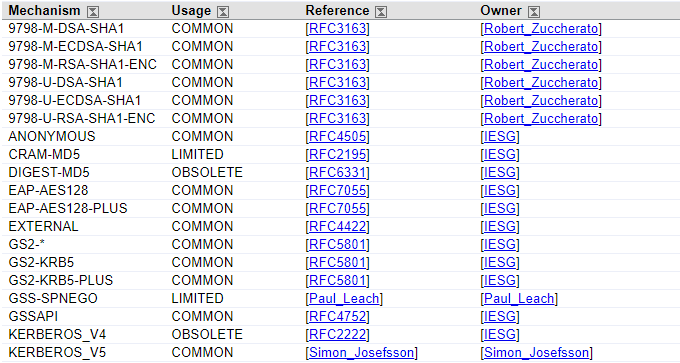 Mechanism Usage Reference Owner
9798-M-DSA-SHA1 COMMON [RFC3163] [Robert_Zuccherato]
9798-M-ECDSA-SHA1 COMMON [RFC3163] [Robert_Zuccherato]
9798-M-RSA-SHA1-ENC COMMON [RFC3163] [Robert_Zuccherato]
9798-U-DSA-SHA1 COMMON [RFC3163] [Robert_Zuccherato]
9798-U-ECDSA-SHA1 COMMON [RFC3163] [Robert_Zuccherato]
9798-U-RSA-SHA1-ENC COMMON [RFC3163] [Robert_Zuccherato]
ANONYMOUS COMMON [RFC4505] [IESG]
CRAM-MD5 LIMITED [RFC2195] [IESG]
DIGEST-MD5 OBSOLETE [RFC6331] [IESG]
EAP-AES128 COMMON [RFC7055] [IESG]
EAP-AES128-PLUS COMMON [RFC7055] [IESG]
EXTERNAL COMMON [RFC4422] [IESG]
GS2-* COMMON [RFC5801] [IESG]
GS2-KRB5 COMMON [RFC5801] [IESG]
GS2-KRB5-PLUS COMMON [RFC5801] [IESG]
GSS-SPNEGO LIMITED [Paul_Leach] [Paul_Leach]
GSSAPI COMMON [RFC4752] [IESG]
KERBEROS_V4 OBSOLETE [RFC2222] [IESG]
KERBEROS_V5 COMMON [Simon_Josefsson] [Simon_Josefsson]